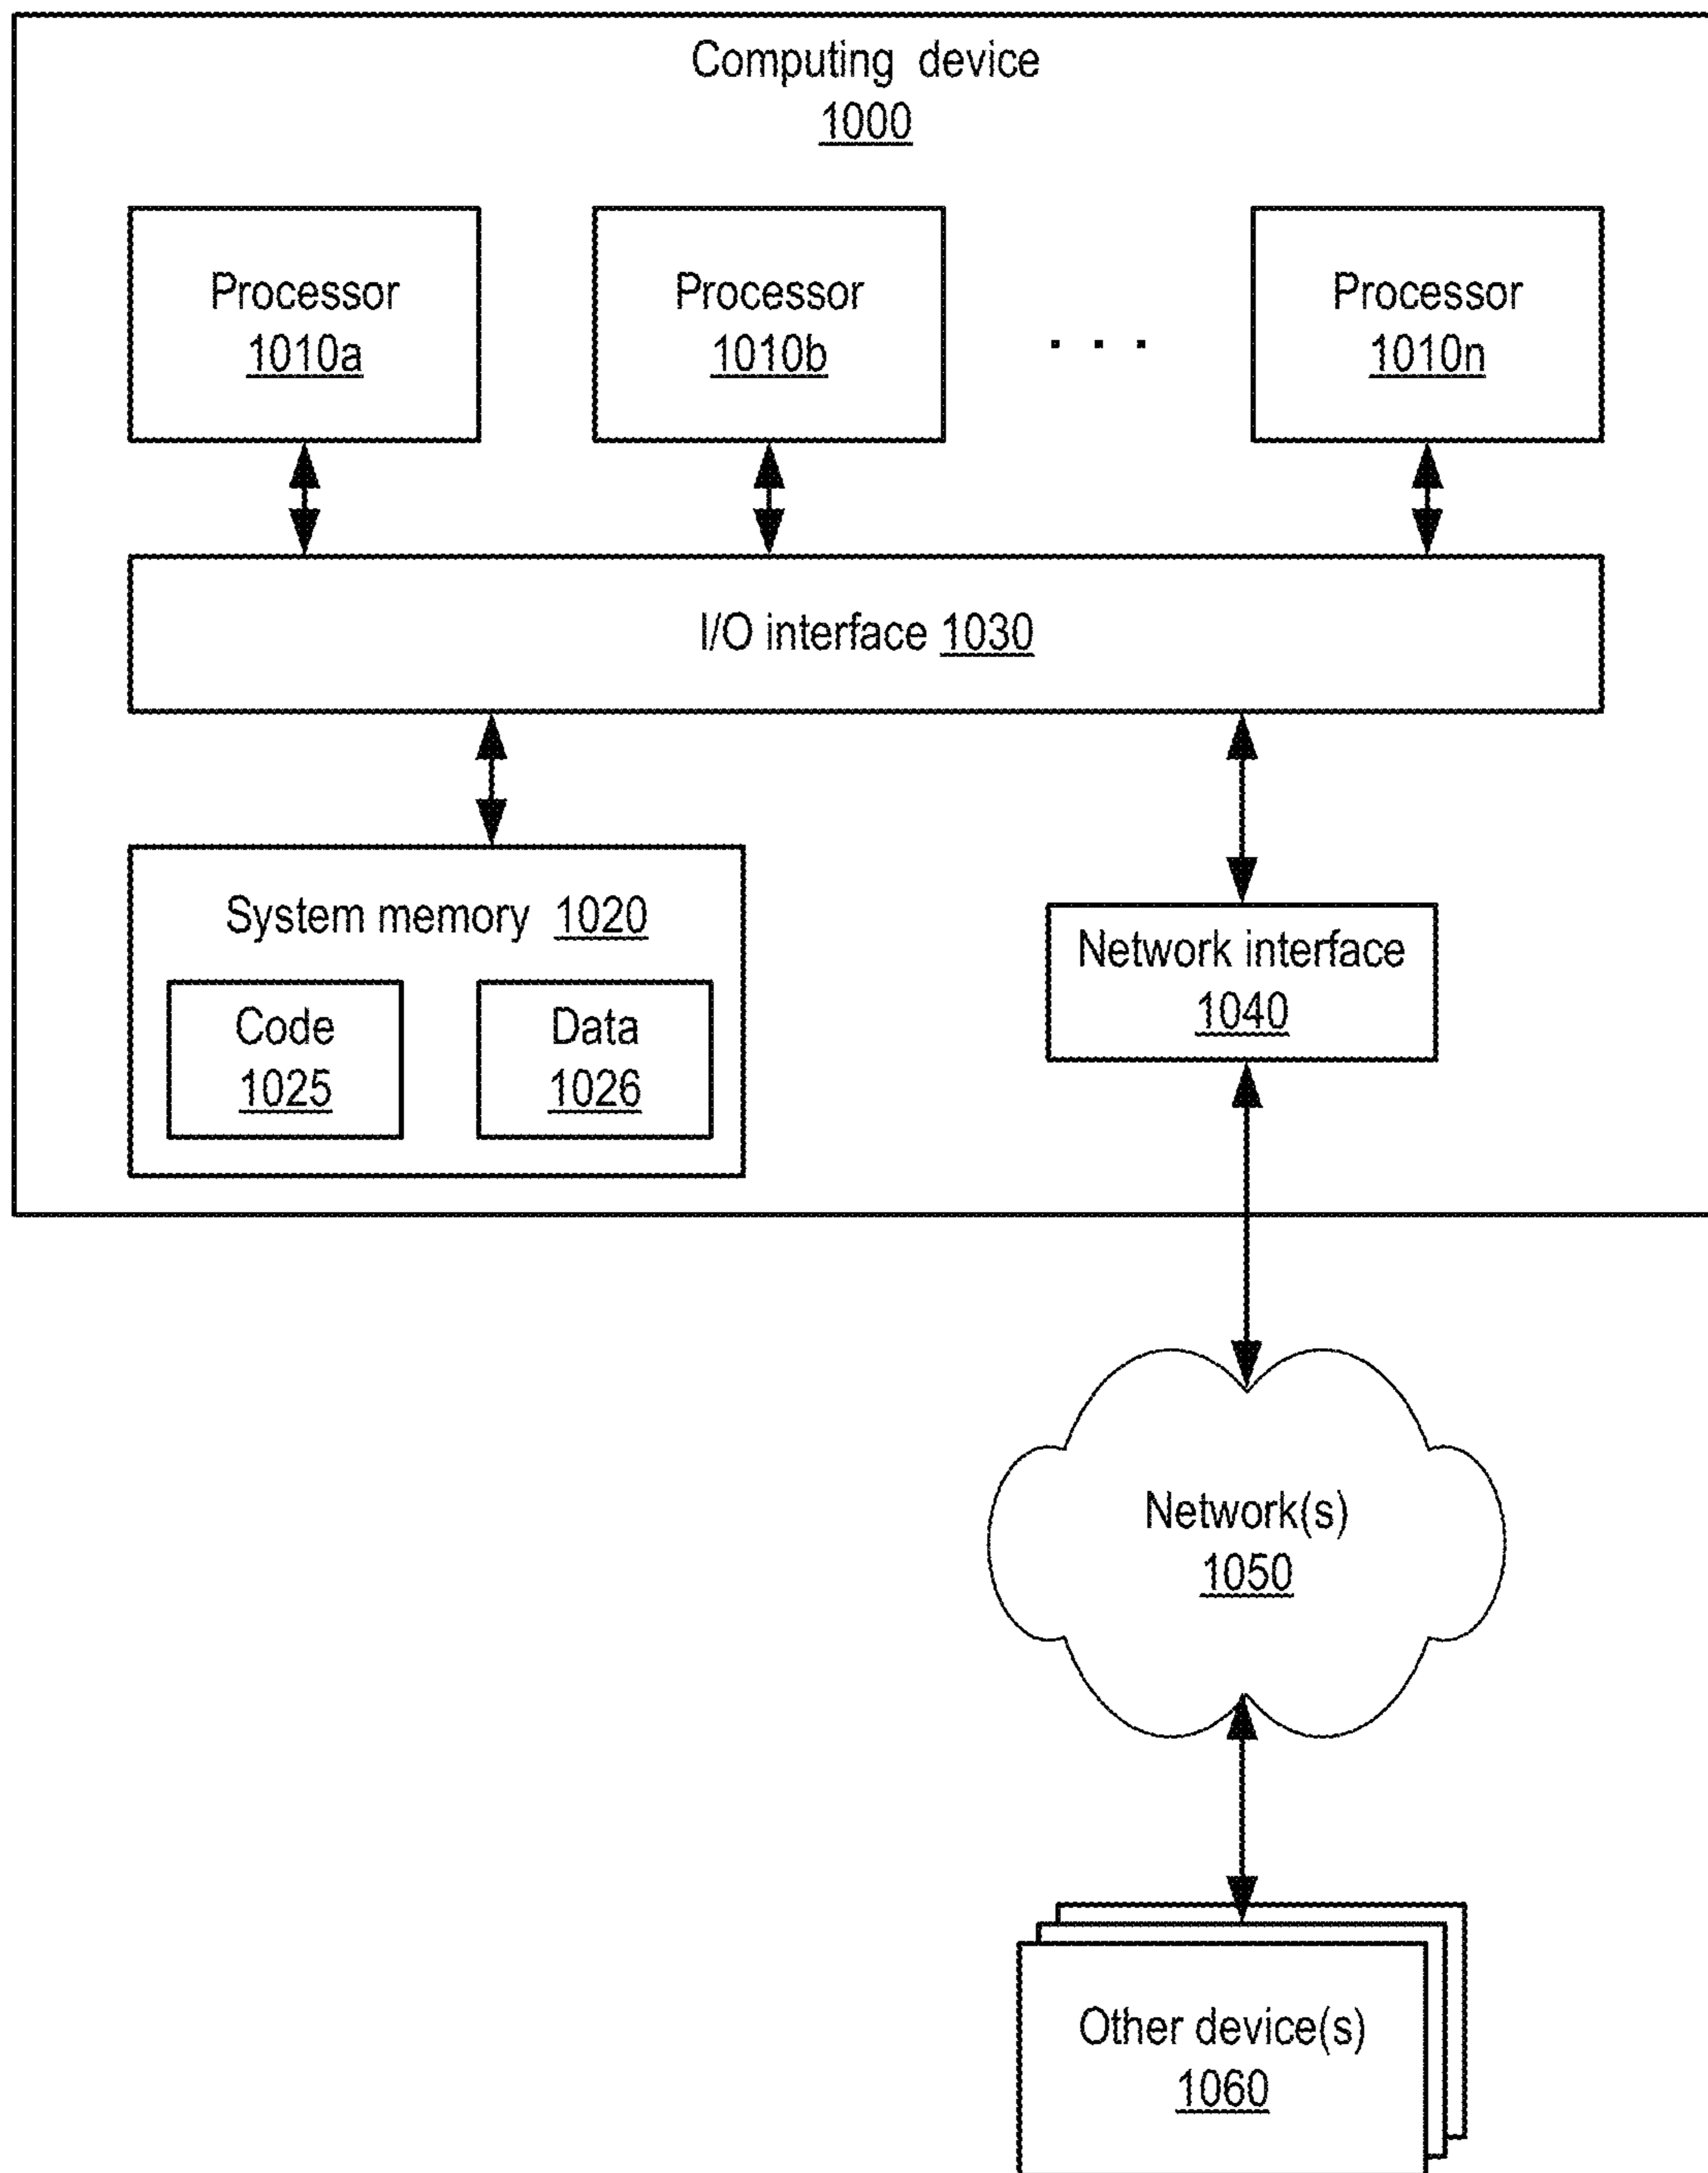 Computing device
1000
Processor
1010a
Processor
1010b
. . .
Processor
1010n
I/O interface 1030
System memory 1020
Code
1025
Data
1026
Network interface
1040
Network(s)
1050
Other device(s)
1060